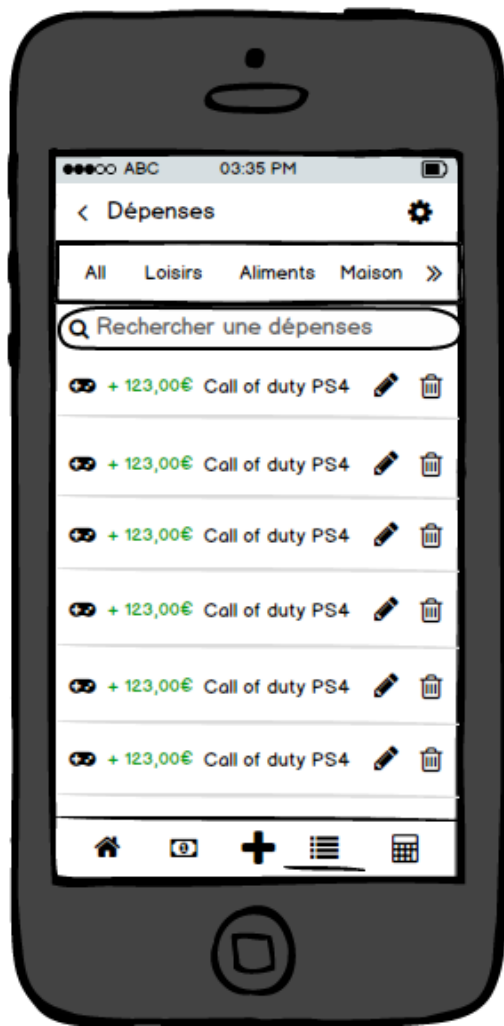 ABC 03:35 PM
< Dépenses
All Loisirs Aliments Maison »
Rechercher une dépenses
+ 123,00€ Call of duty PS4
+ 123,00€ Call of duty PS4
+ 123,00€ Call of duty PS4
+ 123,00€ Call of duty PS4
+ 123,00€ Call of duty PS4
+ 123,00€ Call of duty PS4